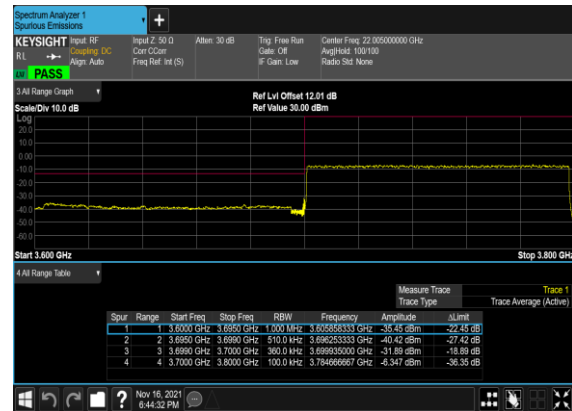 Spectrum Analyzer 1
Spurious Emissions
KEYSIGHT Input: RF Input Z: 50 Ω Atten: 30 dB Trig: Free Run Center Freq: 22.005000000 GHz
RL Coupling: DC Corr CCorr Gate: Off Avg|Hold: 100/100
Align: Auto Freq Ref: Int (S) IF Gain: Low Radio Std: None
PASS
3 All Range Graph
Ref Lvl Offset 12.01 dB
Scale/Div 10.0 dB Ref Value 30.00 dBm
Log
20.0
10.0
0.00
-10.0
-20.0
-30.0
-40.0
-50.0
-60.0
Start 3.600 GHz Stop 3.800 GHz
4 All Range Table
Measure Trace Trace 1
Trace Type Trace Average (Active)
Spur Range Start Freq Stop Freq RBW Frequency Amplitude ΔLimit
1 1 3.6000 GHz 3.6950 GHz 1.000 MHz 3.605858333 GHz -35.45 dBm -22.45 dB
2 2 3.6950 GHz 3.6990 GHz 510.0 kHz 3.696253333 GHz -40.42 dBm -27.42 dB
3 3 3.6990 GHz 3.7000 GHz 360.0 kHz 3.699935000 GHz -31.89 dBm -18.89 dB
4 4 3.7000 GHz 3.8000 GHz 100.0 kHz 3.784666667 GHz -6.347 dBm -36.35 dB
Nov 16, 2021
6:44:32 PM